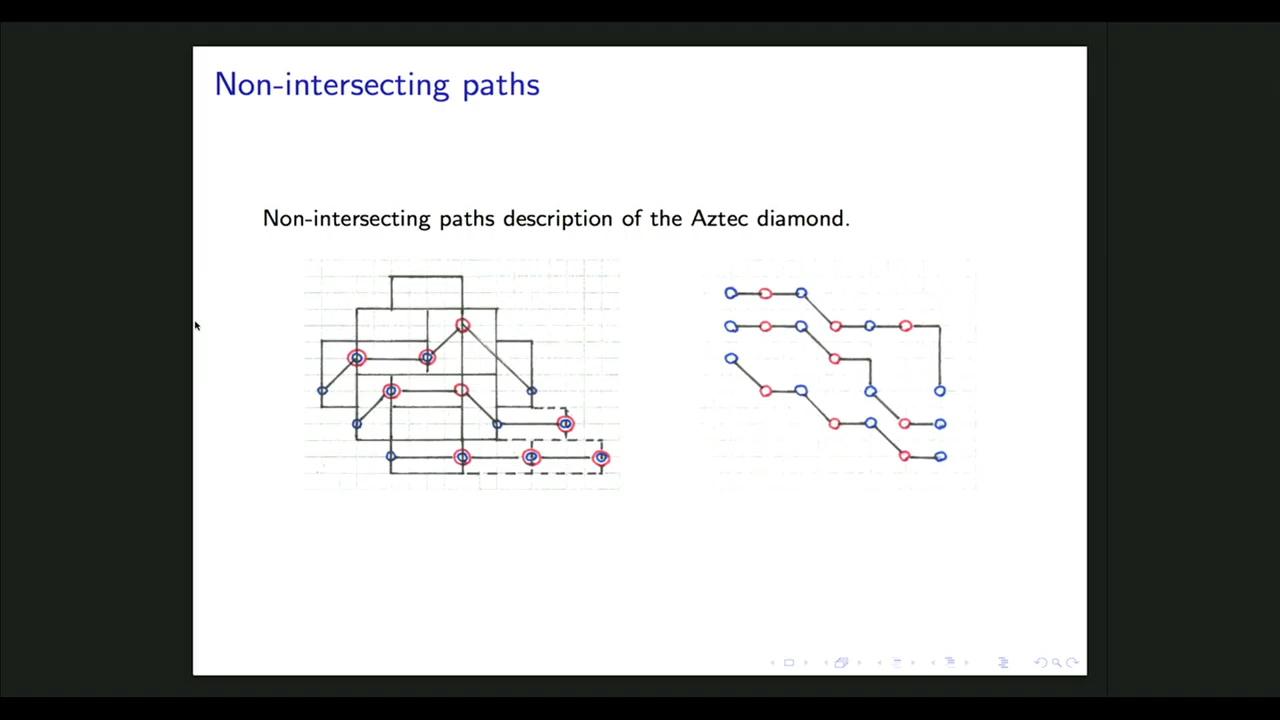 Non-intersecting paths
Non-intersecting paths description of the Aztec diamond.